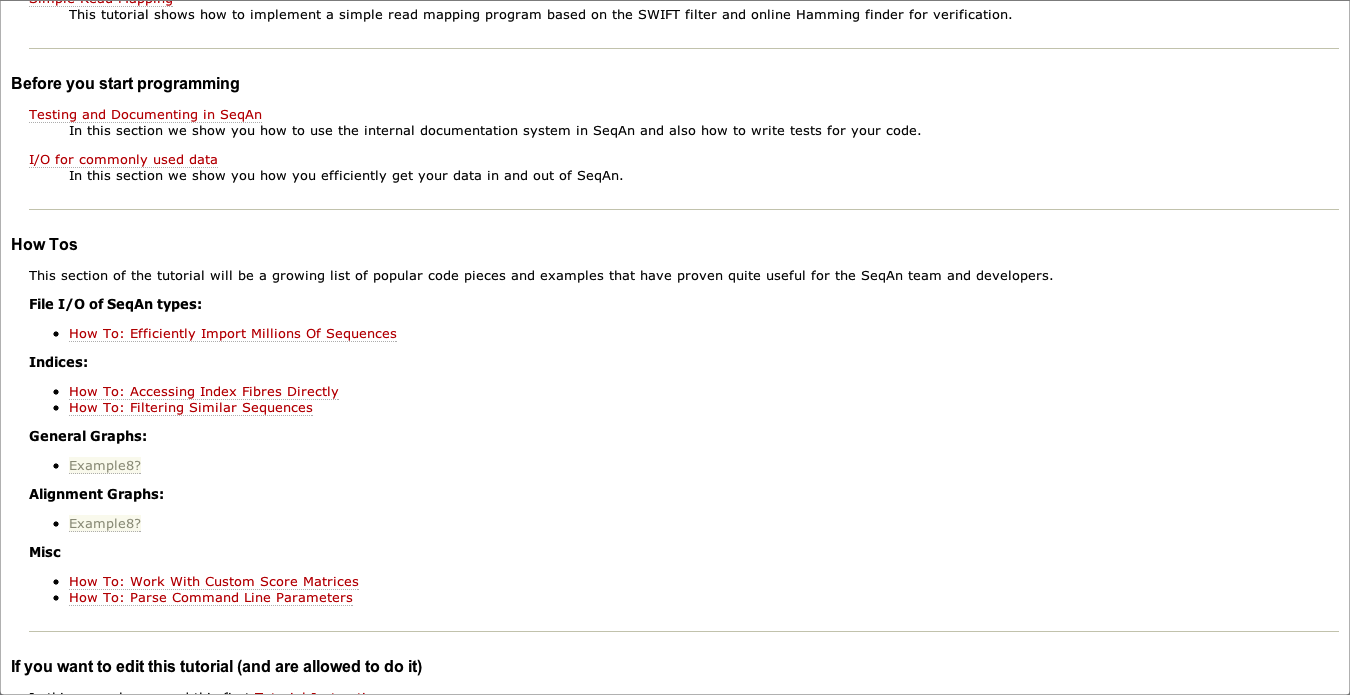 Simple Read Mapping
This tutorial shows how to implement a simple read mapping program based on the SWIFT filter and online Hamming finder for verification.
Before you start programming
Testing and Documenting in SeqAn
In this section we show you how to use the internal documentation system in SeqAn and also how to write tests for your code.
I/O for commonly used data
In this section we show you how you efficiently get your data in and out of SeqAn.
How Tos
This section of the tutorial will be a growing list of popular code pieces and examples that have proven quite useful for the SeqAn team and developers.
File I/O of SeqAn types:
How To: Efficiently Import Millions Of Sequences
Indices:
How To: Accessing Index Fibres Directly
How To: Filtering Similar Sequences
General Graphs:
Example8?
Alignment Graphs:
Example8?
Misc
How To: Work With Custom Score Matrices
How To: Parse Command Line Parameters
If you want to edit this tutorial (and are allowed to do it)